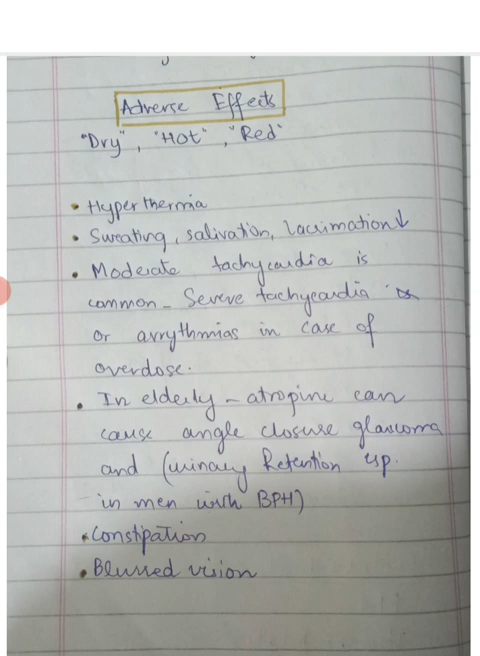 Adverse Effects
"Dry", "Hot", "Red"
• Hyperthermia
• Sweating, salivation, lacrimation↓
• Moderate tachycardia is
common - Severe tachycardia
or arrythmias in case of
overdose.
• In elderly - atropine can
cause angle closure glaucoma
and (urinary Retention esp.
in men with BPH)
• Constipation
• Blurred vision